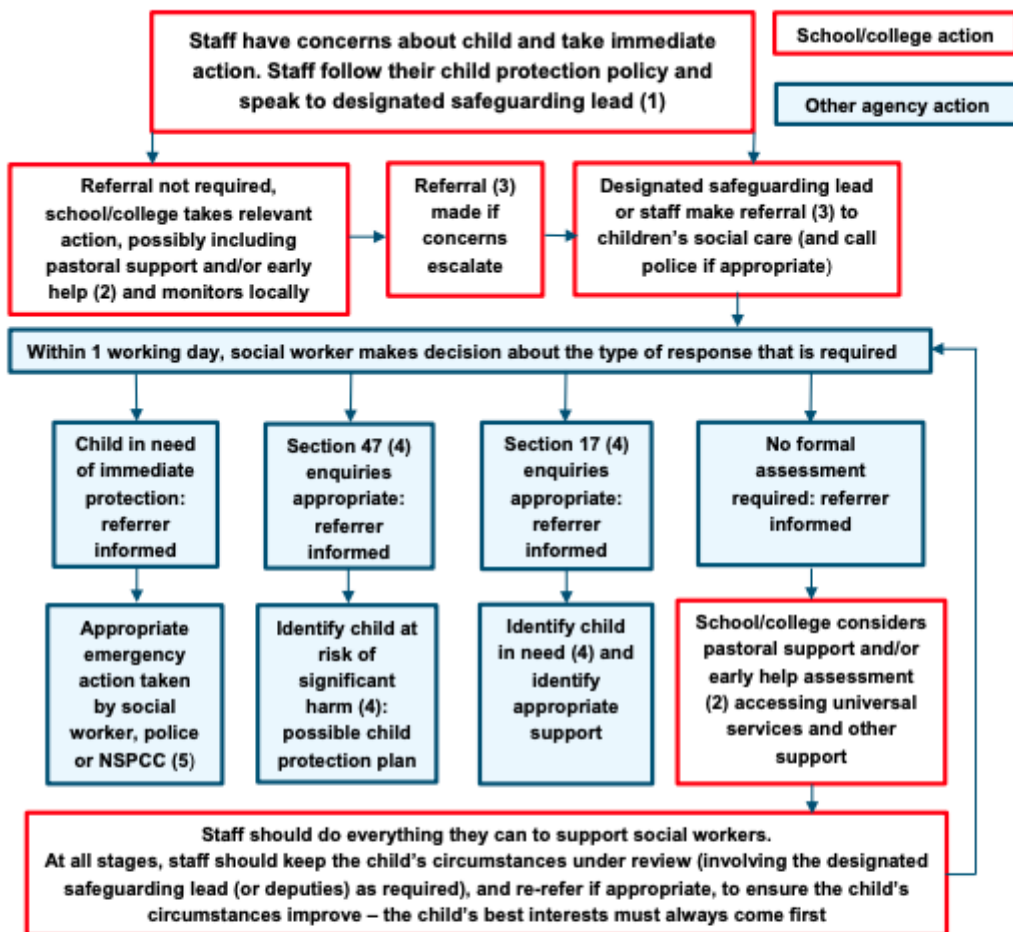 Staff have concerns about child and take immediate
action. Staff follow their child protection policy and
speak to designated safeguarding lead (1)
School/college action
Other agency action
Referral not required,
school/college takes relevant
action, possibly including
pastoral support and/or early
help (2) and monitors locally
Referral (3)
made if
concerns
escalate
Designated safeguarding lead
or staff make referral (3) to
children’s social care (and call
police if appropriate)
Within 1 working day, social worker makes decision about the type of response that is required
Child in need
of immediate
protection:
referrer
informed
Section 47 (4)
enquiries
appropriate:
referrer
informed
Section 17 (4)
enquiries
appropriate:
referrer
informed
No formal
assessment
required: referrer
informed
Appropriate
emergency
action taken
by social
worker, police
or NSPCC (5)
Identify child at
risk of
significant
harm (4):
possible child
protection plan
Identify child
in need (4) and
identify
appropriate
support
School/college considers
pastoral support and/or
early help assessment
(2) accessing universal
services and other
support
Staff should do everything they can to support social workers.
At all stages, staff should keep the child’s circumstances under review (involving the designated
safeguarding lead (or deputies) as required), and re-refer if appropriate, to ensure the child’s
circumstances improve – the child’s best interests must always come first